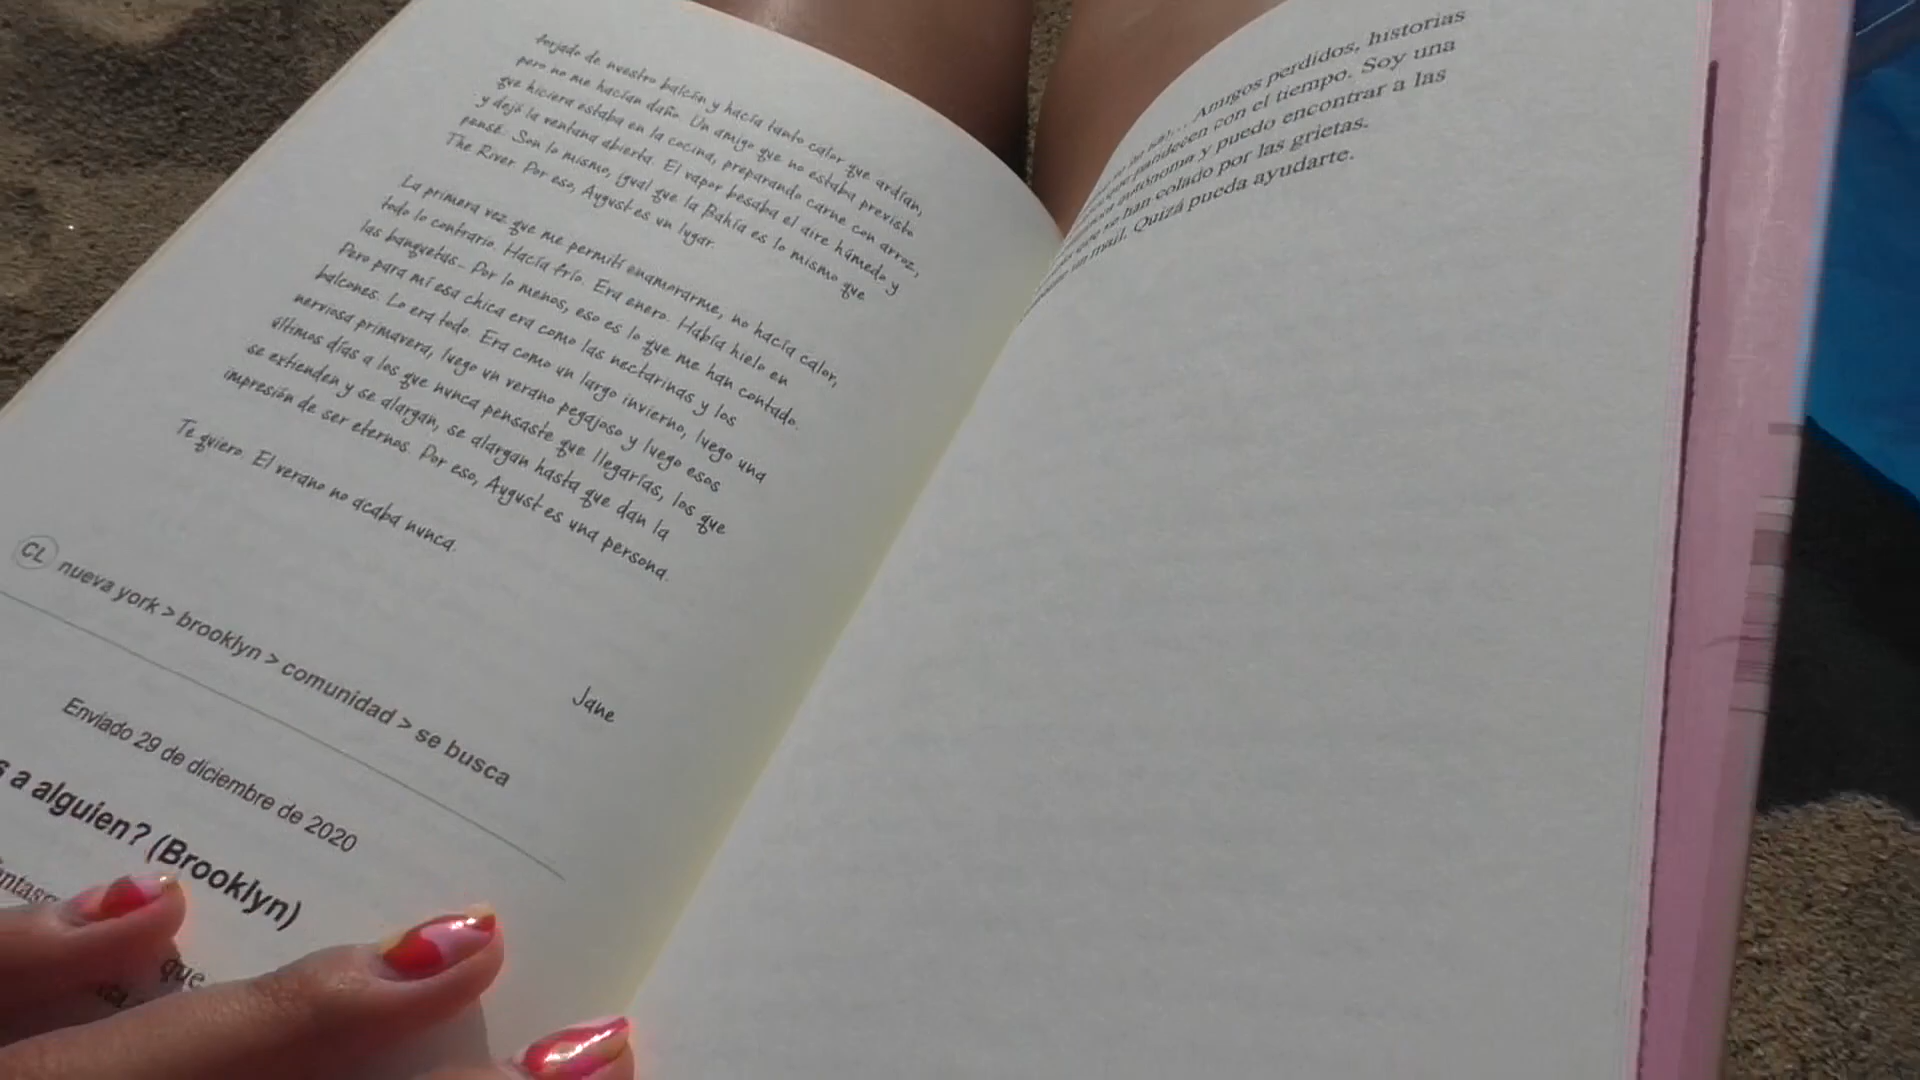 forjado de nuestro balcón y hacía tanto calor que ardían,
pero no me hacían daño. Un amigo que no estaba previsto
que hiciera estaba en la cocina, preparando carne con arroz,
y dejó la ventana abierta. El vapor besaba el aire húmedo y
pensé: Son lo mismo, igual que la Bahía es lo mismo que
The River. Por eso, August es un lugar.
La primera vez que me permití enamorarme, no hacía calor,
todo lo contrario. Hacía frío. Era enero. Había hielo en
las banquetas... Por lo menos, eso es lo que me han contado.
Pero para mí esa chica era como las nectarinas y los
balcones. Lo era todo. Era como un largo invierno, luego una
nerviosa primavera, luego un verano pegajoso y luego esos
últimos días a los que nunca pensaste que llegarías, los que
se extienden y se alargan, se alargan hasta que dan la
impresión de ser eternos. Por eso, August es una persona.
Te quiero. El verano no acaba nunca.
Jane
CL nueva york > brooklyn > comunidad > se busca
Enviado 29 de diciembre de 2020
a alguien? (Brooklyn)
que
Amigos perdidos, historias
con el tiempo. Soy una
autónoma y puedo encontrar a las
que se han colado por las grietas.
un mail. Quizá pueda ayudarte.